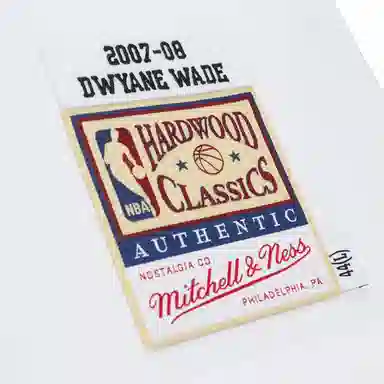 2007-08
DWYANE WADE
HARDWOOD
CLASSICS
NBA
AUTHENTIC
NOSTALGIA CO.
Mitchell & Ness
PHILADELPHIA, PA
44(L)